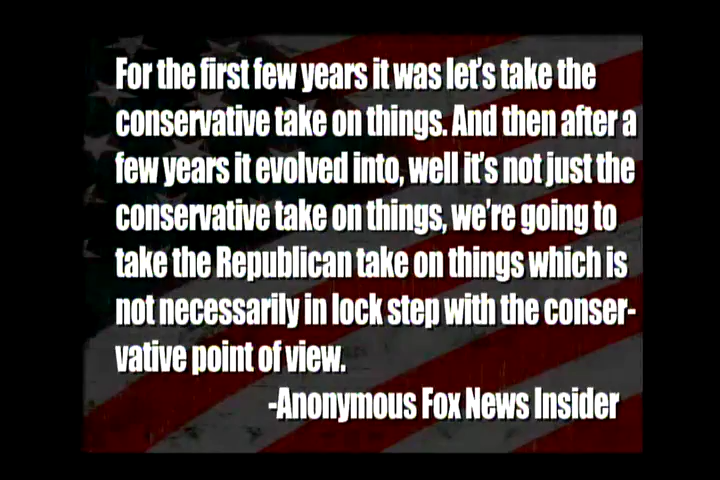 For the first few years it was let's take the
conservative take on things. And then after a
few years it evolved into, well it's not just the
conservative take on things, we're going to
take the Republican take on things which is
not necessarily in lock step with the conser-
vative point of view.
-Anonymous Fox News Insider